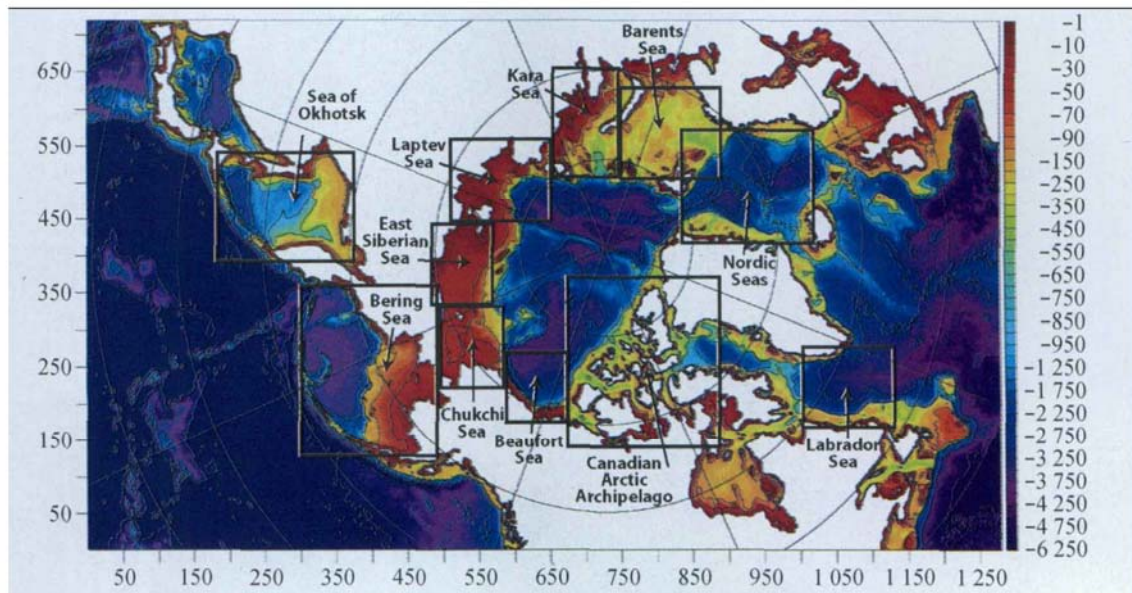 Barents
Sea
Kara
Sea
Sea of
Okhotsk
Laptev
Sea
East
Siberian
Sea
Bering
Sea
Nordic
Seas
Chukchi
Sea
Beaufort
Sea
Canadian
Arctic
Archipelago
Labrador
Sea
650
550
450
350
250
150
50
50
150
250
350
450
550
650
750
850
950
1 050
1 150
1 250
-1
-10
-30
-50
-70
-90
-150
-250
-350
-450
-550
-650
-750
-850
-950
-1 250
-1 750
-2 250
-2 750
-3 250
-3 750
-4 250
-4 750
-6 250